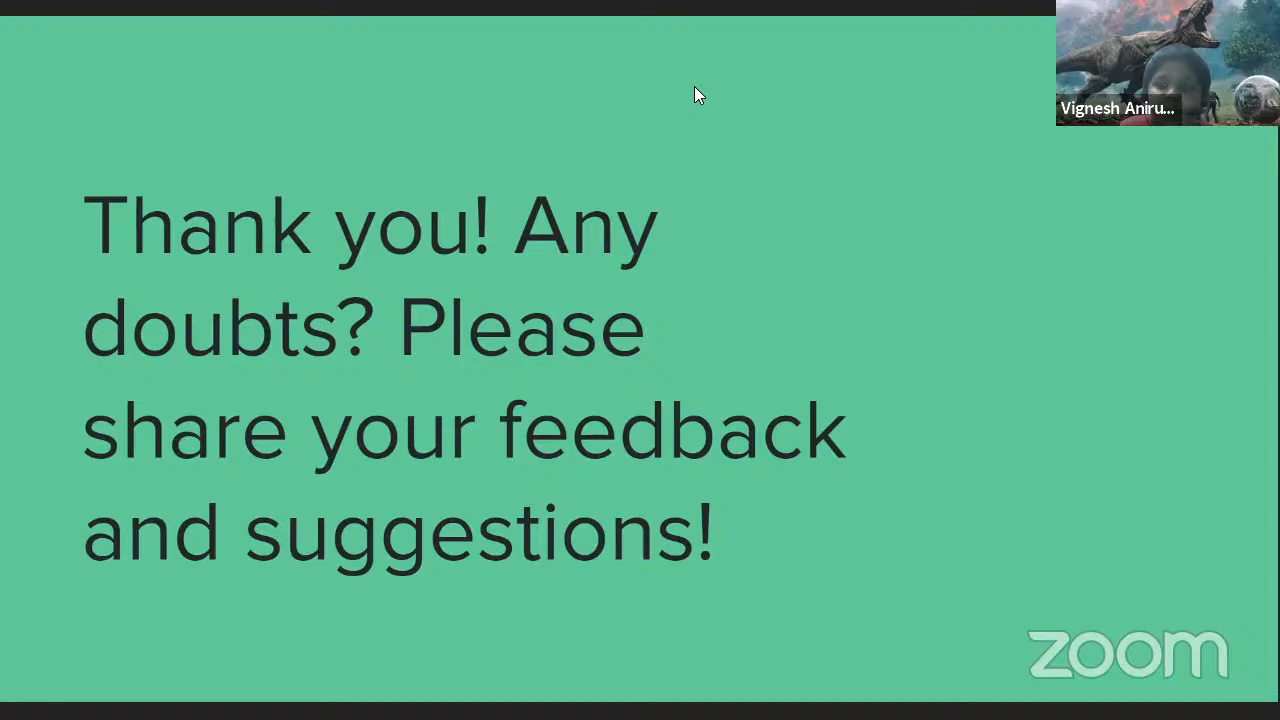 Vignesh Aniru...
Thank you! Any
doubts? Please
share your feedback
and suggestions!
zoom